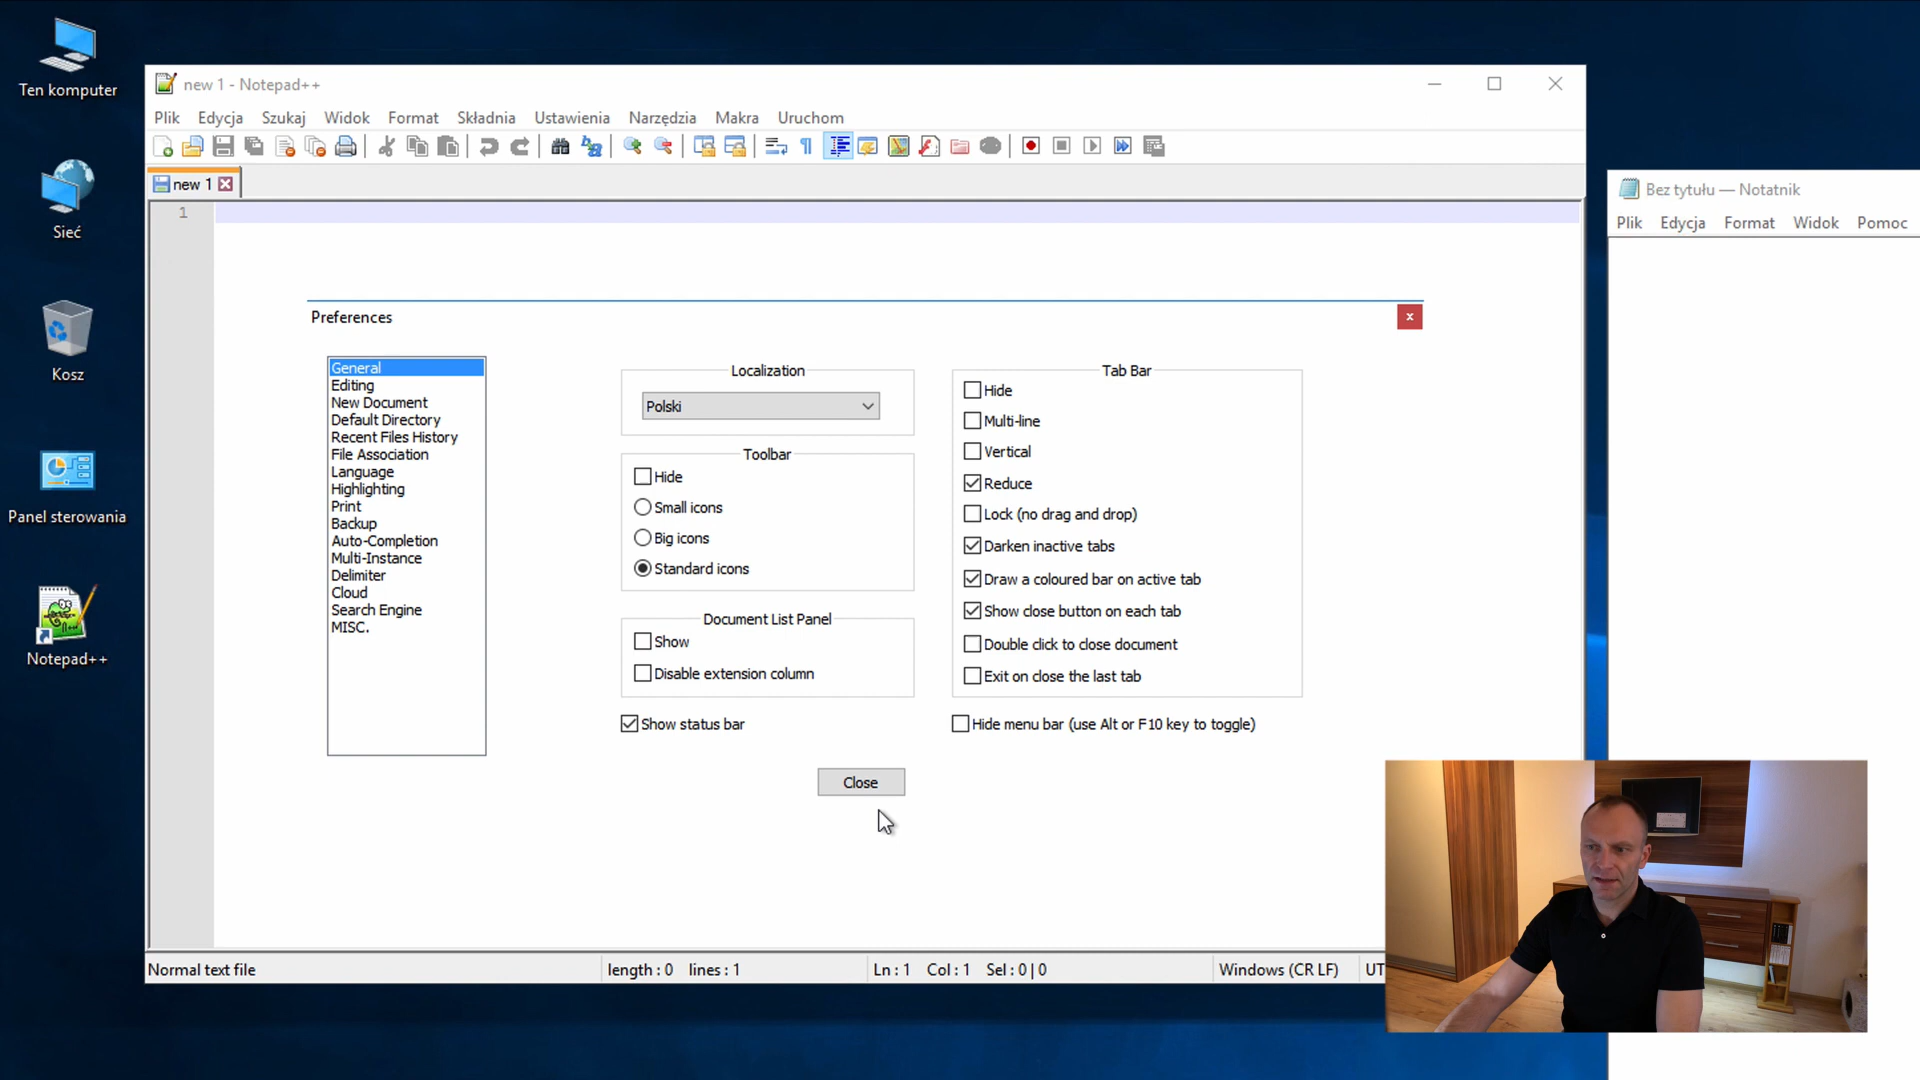 Ten komputer
Sieć
Kosz
Panel sterowania
Notepad++
new 1 - Notepad++
Plik Edycja Szukaj Widok Format Składnia Ustawienia Narzędzia Makra Uruchom
new 1
1
Preferences
General
Editing
New Document
Default Directory
Recent Files History
File Association
Language
Highlighting
Print
Backup
Auto-Completion
Multi-Instance
Delimiter
Cloud
Search Engine
MISC.
Localization
Polski
Toolbar
Hide
Small icons
Big icons
Standard icons
Document List Panel
Show
Disable extension column
Show status bar
Tab Bar
Hide
Multi-line
Vertical
Reduce
Lock (no drag and drop)
Darken inactive tabs
Draw a coloured bar on active tab
Show close button on each tab
Double click to close document
Exit on close the last tab
Hide menu bar (use Alt or F10 key to toggle)
Close
Normal text file length : 0 lines : 1 Ln : 1 Col : 1 Sel : 0 | 0 Windows (CR LF) UT
Bez tytułu — Notatnik
Plik Edycja Format Widok Pomoc